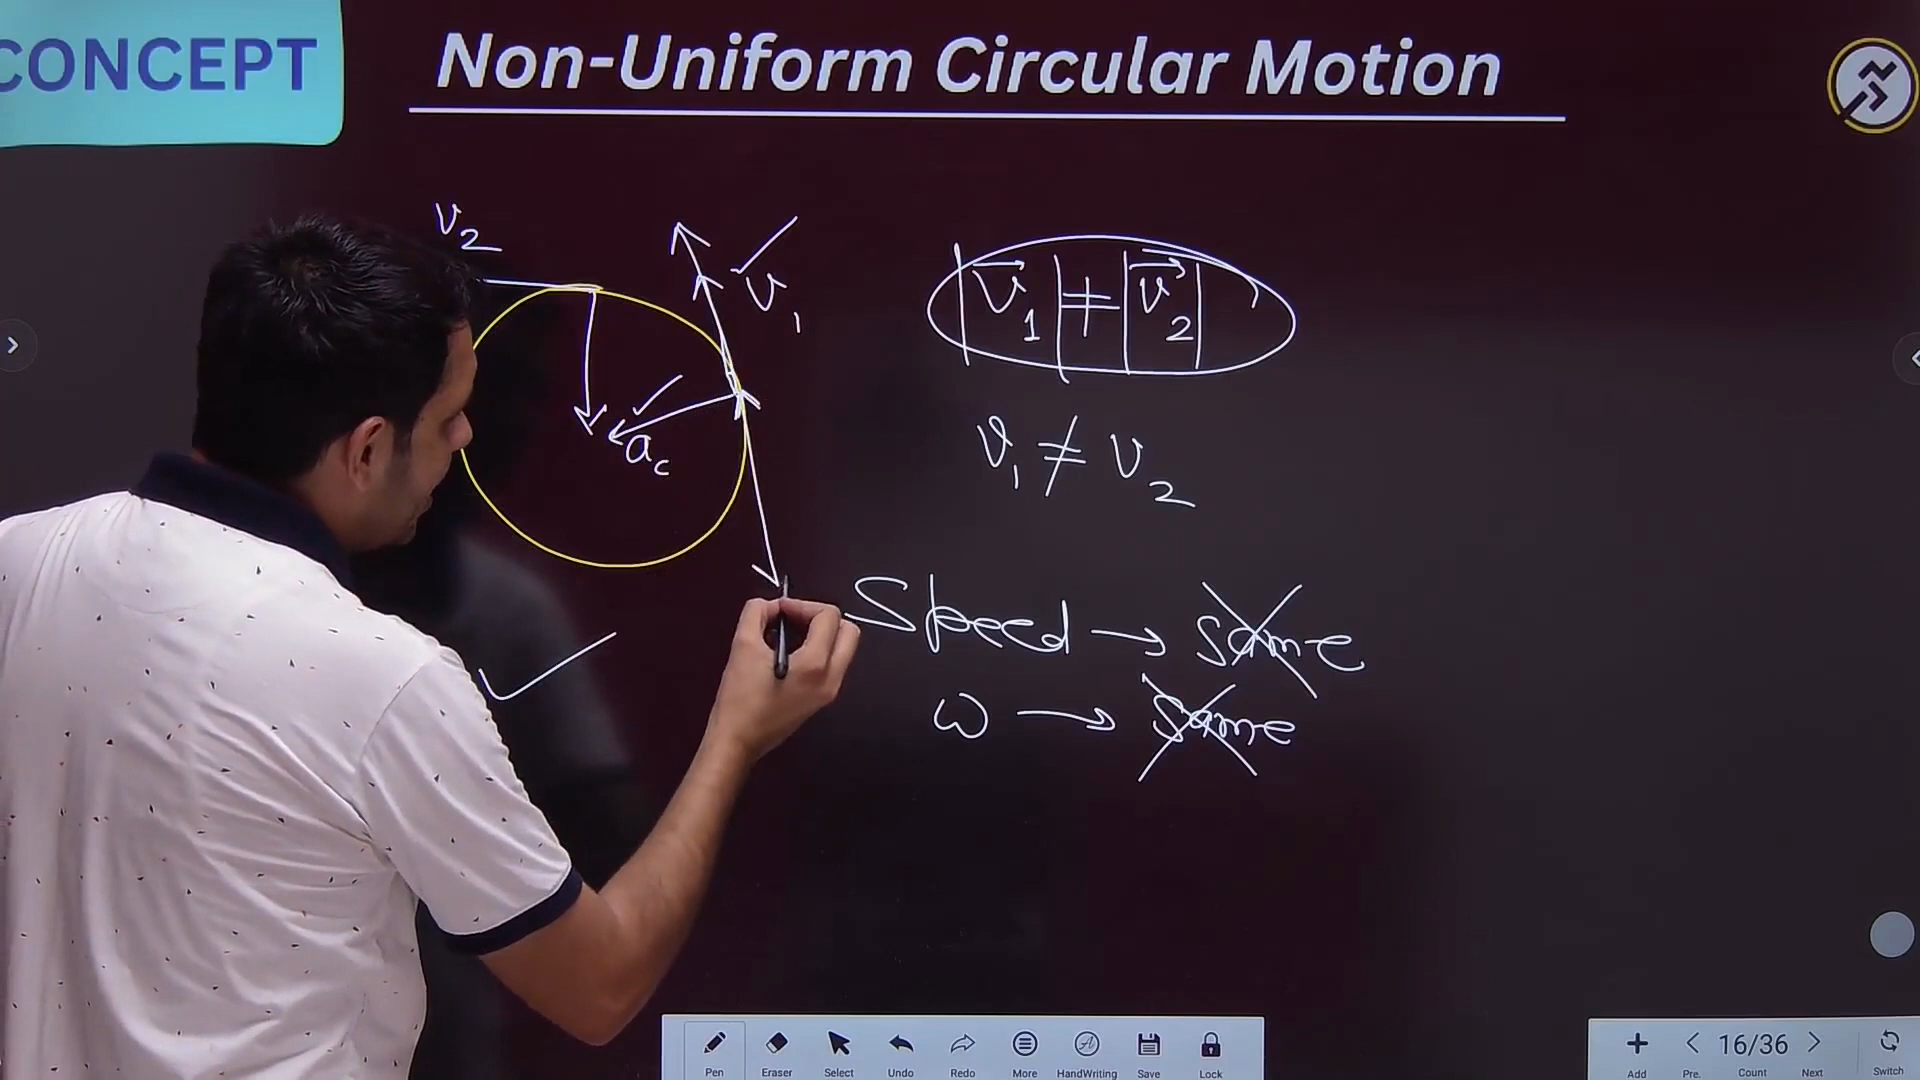 CONCEPT
Non-Uniform Circular Motion
v₂
v₁
a_c
|v⃗₁| ≠ |v⃗₂|
v₁ ≠ v₂
Speed → same
ω → same
Pen Eraser Select Undo Redo More HandWriting Save Lock
16/36
Add Pre. Count Next Switch